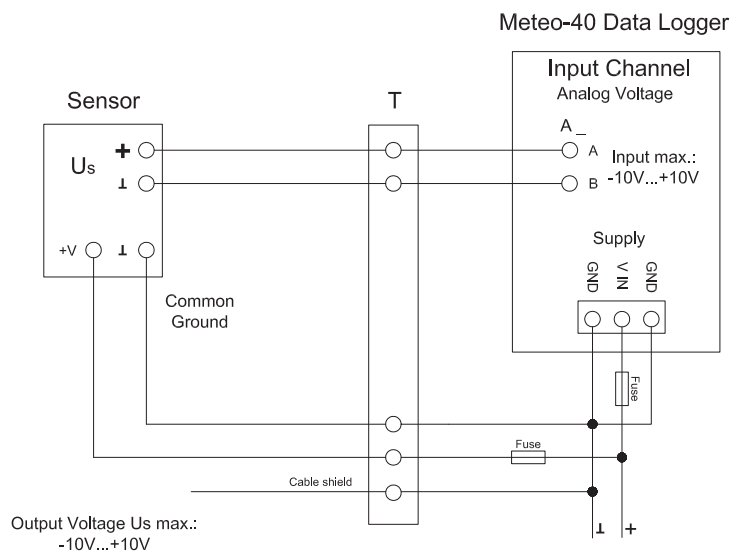 Meteo-40 Data Logger
Input Channel
Analog Voltage
Sensor
T
A _
Us
+
⊥
A
B
Input max.:
-10V...+10V
+V
⊥
Supply
GND
V IN
GND
Common
Ground
Fuse
Fuse
Cable shield
Output Voltage Us max.:
-10V...+10V
⊥
+